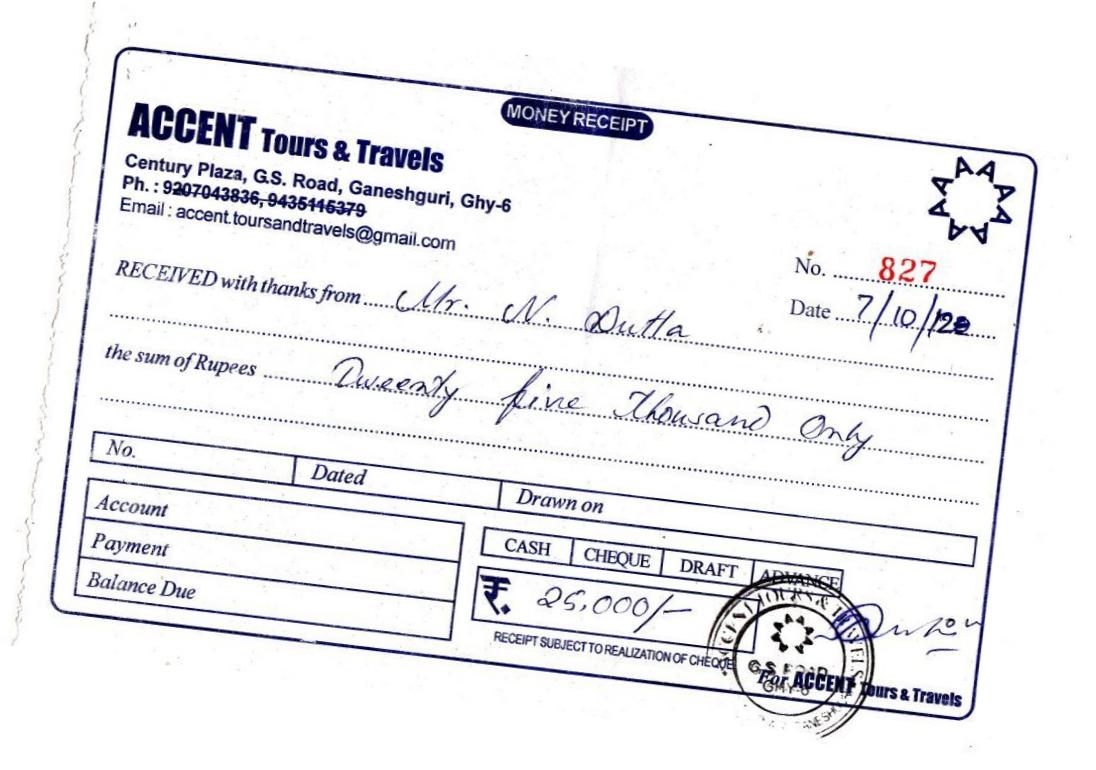 MONEY RECEIPT
ACCENT Tours & Travels
Century Plaza, G.S. Road, Ganeshguri, Ghy-6
Ph. : 9207043836, 9435115379
Email : accent.toursandtravels@gmail.com
No. 827
Date 7/10/
RECEIVED with thanks from Mr. N. Dutta
the sum of Rupees Tweenty five Thousand Only
No. Dated Drawn on
Account
Payment
Balance Due
CASH CHEQUE DRAFT ADVANCE
₹. 25,000/-
RECEIPT SUBJECT TO REALIZATION OF CHEQUE
ACCENT TOURS & TRAVELS
G.S. ROAD
GHY-6
For ACCENT Tours & Travels